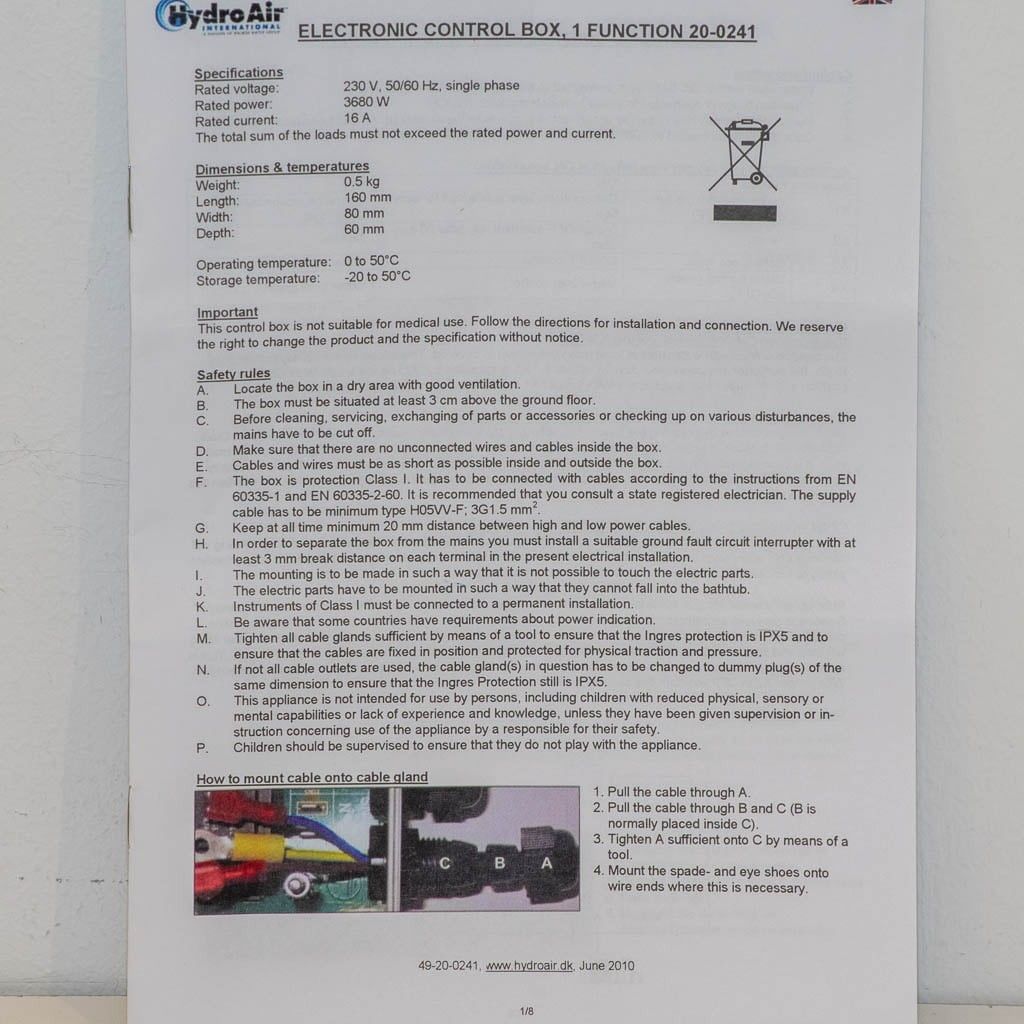 HydroAir
INTERNATIONAL
ELECTRONIC CONTROL BOX, 1 FUNCTION 20-0241
Specifications
Rated voltage: 230 V, 50/60 Hz, single phase
Rated power: 3680 W
Rated current: 16 A
The total sum of the loads must not exceed the rated power and current.
Dimensions & temperatures
Weight: 0.5 kg
Length: 160 mm
Width: 80 mm
Depth: 60 mm
Operating temperature: 0 to 50°C
Storage temperature: -20 to 50°C
Important
This control box is not suitable for medical use. Follow the directions for installation and connection. We reserve
the right to change the product and the specification without notice.
Safety rules
A. Locate the box in a dry area with good ventilation.
B. The box must be situated at least 3 cm above the ground floor.
C. Before cleaning, servicing, exchanging of parts or accessories or checking up on various disturbances, the
mains have to be cut off.
D. Make sure that there are no unconnected wires and cables inside the box.
E. Cables and wires must be as short as possible inside and outside the box.
F. The box is protection Class I. It has to be connected with cables according to the instructions from EN
60335-1 and EN 60335-2-60. It is recommended that you consult a state registered electrician. The supply
cable has to be minimum type H05VV-F; 3G1.5 mm².
G. Keep at all time minimum 20 mm distance between high and low power cables.
H. In order to separate the box from the mains you must install a suitable ground fault circuit interrupter with at
least 3 mm break distance on each terminal in the present electrical installation.
I. The mounting is to be made in such a way that it is not possible to touch the electric parts.
J. The electric parts have to be mounted in such a way that they cannot fall into the bathtub.
K. Instruments of Class I must be connected to a permanent installation.
L. Be aware that some countries have requirements about power indication.
M. Tighten all cable glands sufficient by means of a tool to ensure that the Ingres protection is IPX5 and to
ensure that the cables are fixed in position and protected for physical traction and pressure.
N. If not all cable outlets are used, the cable gland(s) in question has to be changed to dummy plug(s) of the
same dimension to ensure that the Ingres Protection still is IPX5.
O. This appliance is not intended for use by persons, including children with reduced physical, sensory or
mental capabilities or lack of experience and knowledge, unless they have been given supervision or in-
struction concerning use of the appliance by a responsible for their safety.
P. Children should be supervised to ensure that they do not play with the appliance.
How to mount cable onto cable gland
C B A
1. Pull the cable through A.
2. Pull the cable through B and C (B is
normally placed inside C).
3. Tighten A sufficient onto C by means of a
tool.
4. Mount the spade- and eye shoes onto
wire ends where this is necessary.
49-20-0241, www.hydroair.dk, June 2010
1/8